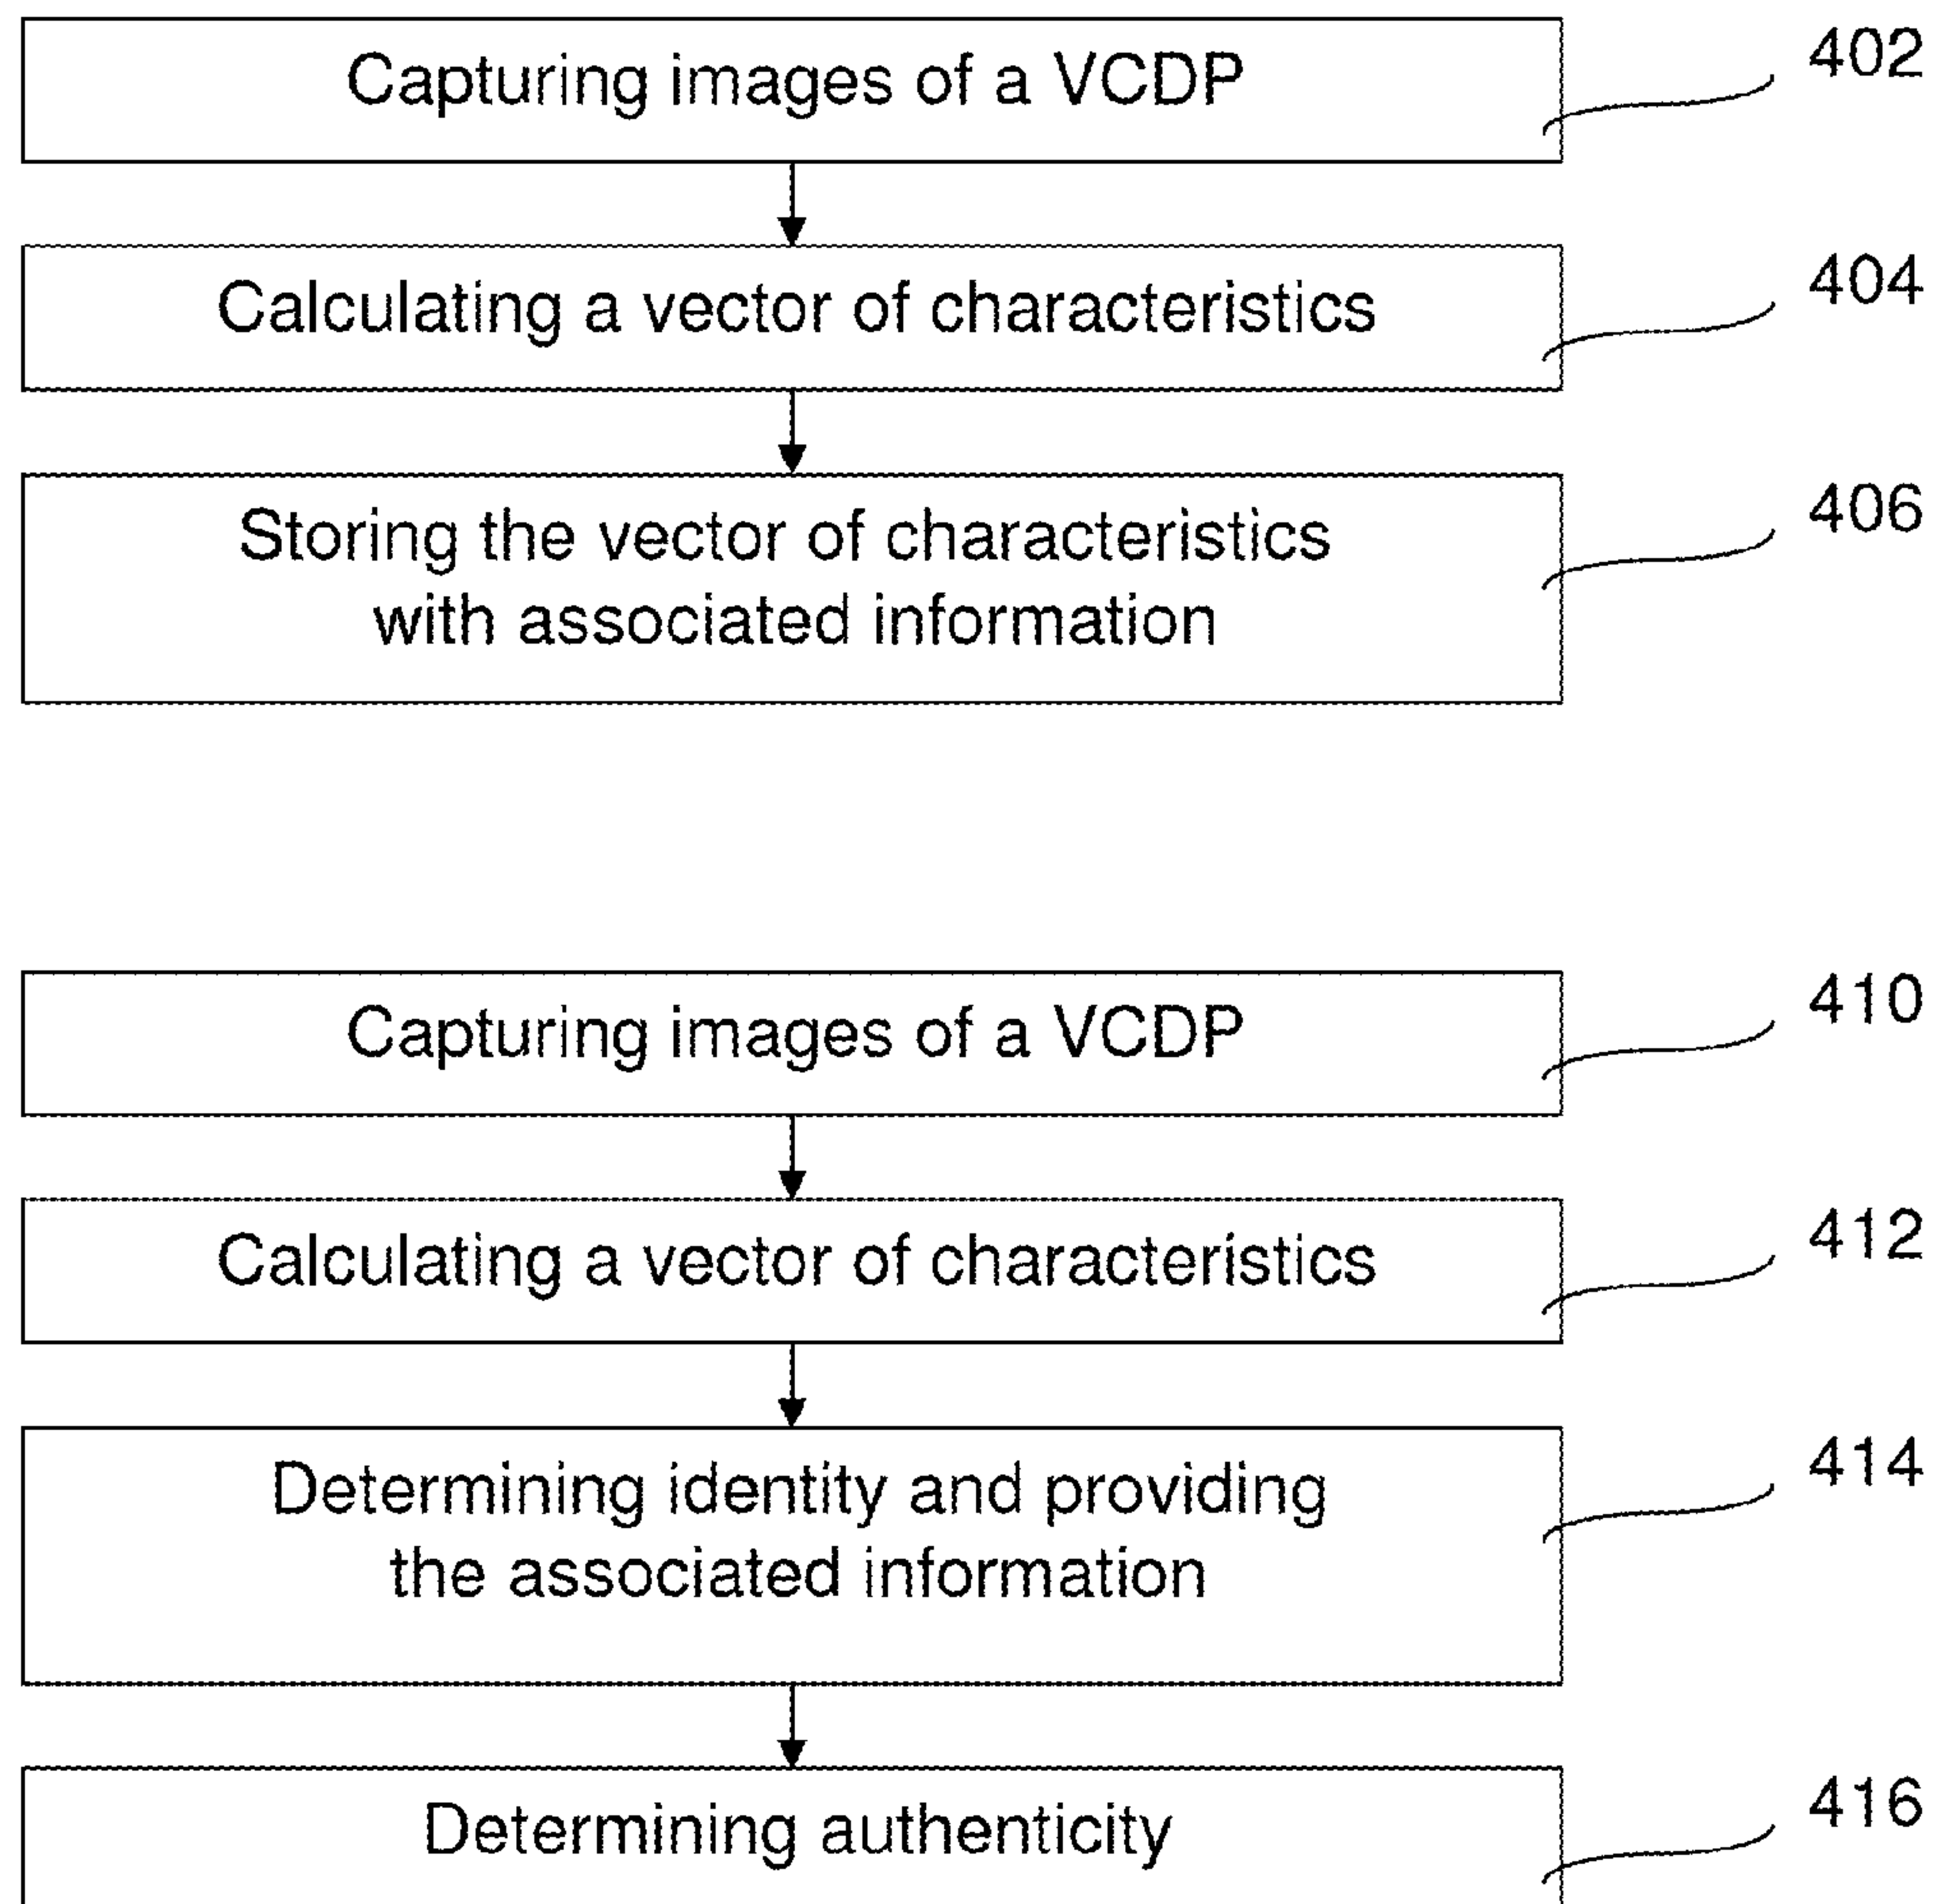 Capturing images of a VCDP
402
Calculating a vector of characteristics
404
Storing the vector of characteristics
with associated information
406
Capturing images of a VCDP
410
Calculating a vector of characteristics
412
Determining identity and providing
the associated information
414
Determining authenticity
416